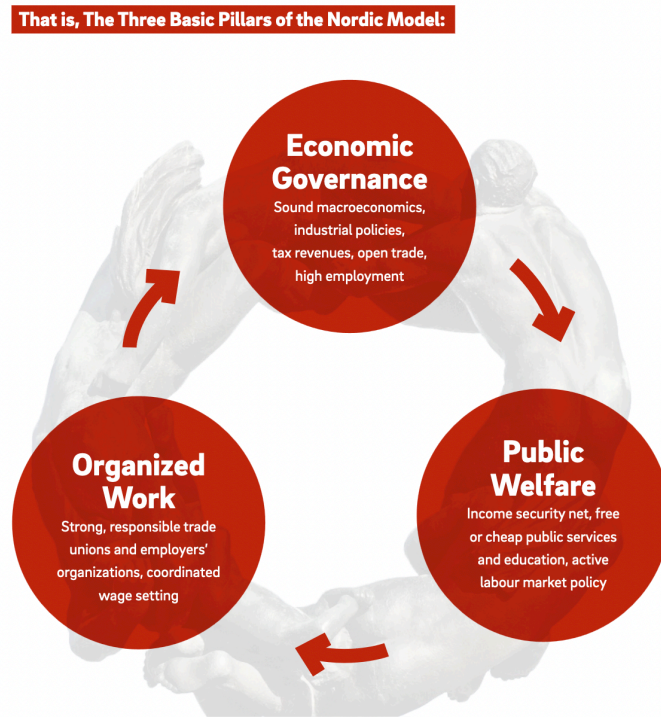 That is, The Three Basic Pillars of the Nordic Model:
Economic
Governance
Sound macroeconomics,
industrial policies,
tax revenues, open trade,
high employment
Organized
Work
Strong, responsible trade
unions and employers'
organizations, coordinated
wage setting
Public
Welfare
Income security net, free
or cheap public services
and education, active
labour market policy